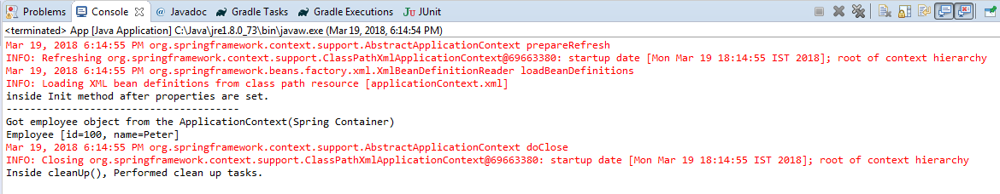 Problems Console Javadoc Gradle Tasks Gradle Executions JUnit
<terminated> App [Java Application] C:\Java\jre1.8.0_73\bin\javaw.exe (Mar 19, 2018, 6:14:54 PM)
Mar 19, 2018 6:14:55 PM org.springframework.context.support.AbstractApplicationContext prepareRefresh
INFO: Refreshing org.springframework.context.support.ClassPathXmlApplicationContext@69663380: startup date [Mon Mar 19 18:14:55 IST 2018]; root of context hierarchy
Mar 19, 2018 6:14:55 PM org.springframework.beans.factory.xml.XmlBeanDefinitionReader loadBeanDefinitions
INFO: Loading XML bean definitions from class path resource [applicationContext.xml]
inside Init method after properties are set.
---------------------------------------
Got employee object from the ApplicationContext(Spring Container)
Employee [id=100, name=Peter]
Mar 19, 2018 6:14:55 PM org.springframework.context.support.AbstractApplicationContext doClose
INFO: Closing org.springframework.context.support.ClassPathXmlApplicationContext@69663380: startup date [Mon Mar 19 18:14:55 IST 2018]; root of context hierarchy
Inside cleanUp(), Performed clean up tasks.